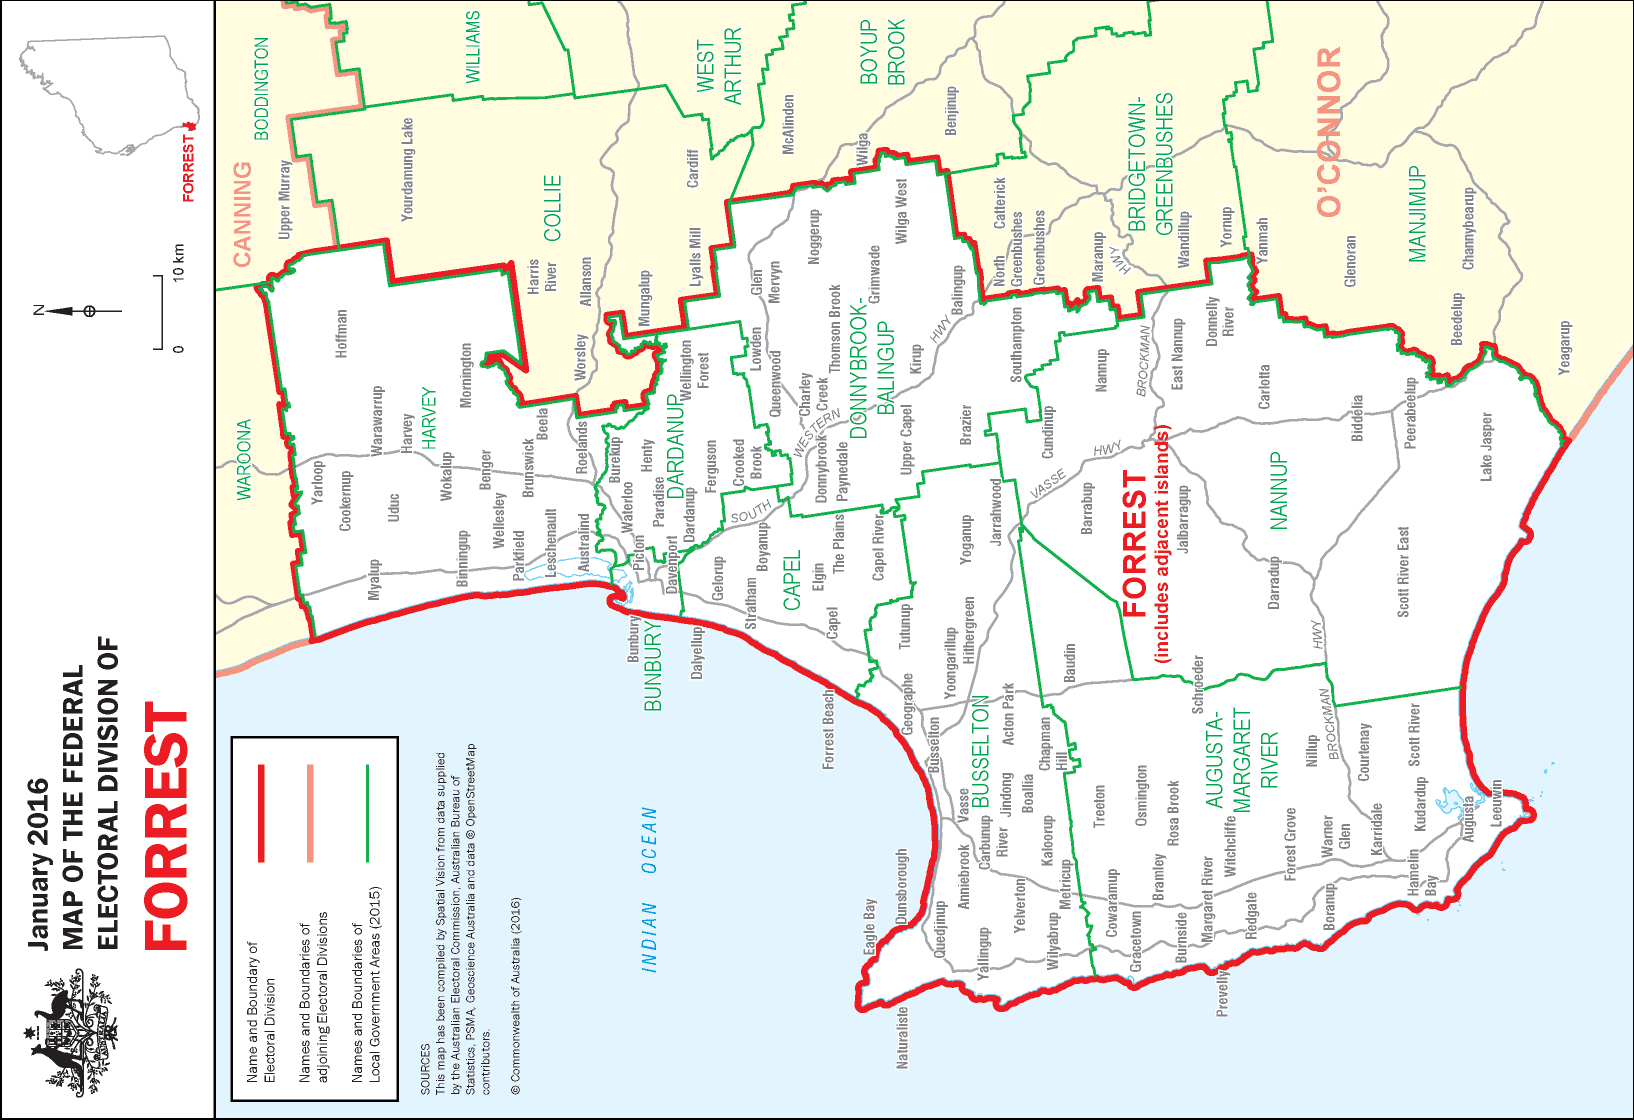 January 2016
MAP OF THE FEDERAL
ELECTORAL DIVISION OF
FORREST
N
0
10 km
FORREST
Name and Boundary of
Electoral Division
Names and Boundaries of
adjoining Electoral Divisions
Names and Boundaries of
Local Government Areas (2015)
SOURCES
This map has been compiled by Spatial Vision from data supplied
by the Australian Electoral Commission, Australian Bureau of
Statistics, PSMA, Geoscience Australia and data © OpenStreetMap
contributors.
© Commonwealth of Australia (2016)
INDIAN OCEAN
CANNING
O'CONNOR
FORREST
(includes adjacent islands)
BODDINGTON
WILLIAMS
WEST
ARTHUR
BOYUP
BROOK
BRIDGETOWN-
GREENBUSHES
MANJIMUP
COLLIE
WAROONA
HARVEY
DARDANUP
DONNYBROOK-
BALINGUP
BUNBURY
CAPEL
BUSSELTON
NANNUP
AUGUSTA-
MARGARET
RIVER
Upper Murray
Yourdamung Lake
Cardiff
McAlinden
Wilga
Benjinup
Hoffman
Harris
River
Allanson
Mungalup
Lyalls Mill
Worsley
Glen
Mervyn
Noggerup
Wilga West
Grimwade
Balingup
Catterick
North
Greenbushes
Greenbushes
Maranup
HWY
Wandillup
Yornup
Yanmah
Glenoran
Channybearup
Beedelup
Yeagarup
Mornington
Warawarrup
Harvey
Yarloop
Cookernup
Uduc
Wokalup
Benger
Brunswick
Beela
Roelands
Burekup
Wellesley
Parkfield
Leschenault
Australind
Binningup
Myalup
Waterloo
Henty
Paradise
Dardanup
Picton
Davenport
Bunbury
Dalyellup
Wellington
Forest
Ferguson
Crooked
Brook
Lowden
Queenwood
Charley
Creek
Thomson Brook
WESTERN
HWY
Donnybrook
Paynedale
Kirup
Upper Capel
Brazier
Southampton
Cundinup
Nannup
BROCKMAN
East Nannup
Donnelly
River
Carlotta
Bidelia
Peerabeelup
Lake Jasper
SOUTH
Gelorup
Boyanup
Stratham
Elgin
The Plains
Capel
Capel River
Tutunup
Forrest Beach
Yoganup
Jarrahwood
VASSE
HWY
Barrabup
Jalbarragup
Darradup
Scott River East
Geographe
Busselton
Yoongarillup
Hithergreen
Acton Park
Baudin
Schroeder
HWY
BROCKMAN
Nillup
Courtenay
Scott River
Vasse
Carbunup
River
Jindong
Boallia
Chapman
Hill
Kaloorup
Treeton
Osmington
Rosa Brook
Witchcliffe
Forest Grove
Warner
Glen
Karridale
Kudardup
Augusta
Leeuwin
Eagle Bay
Dunsborough
Quedjinup
Anniebrook
Yelverton
Metricup
Yallingup
Wilyabrup
Naturaliste
Cowaramup
Bramley
Gracetown
Burnside
Margaret River
Prevelly
Redgate
Boranup
Hamelin
Bay